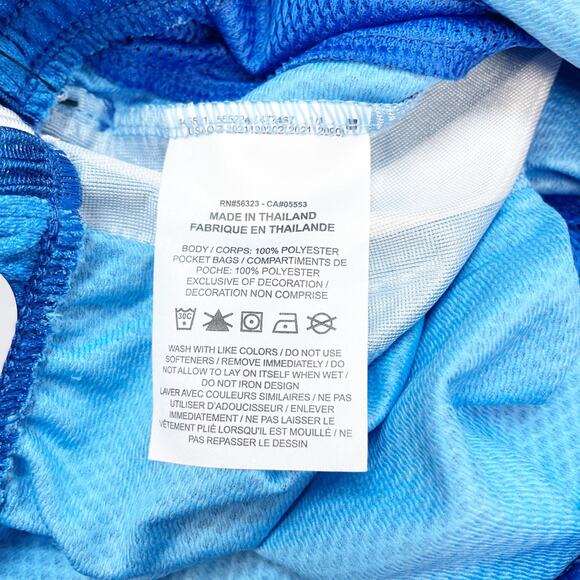 RN#56323 - CA#05553
MADE IN THAILAND
FABRIQUE EN THAILANDE
BODY / CORPS: 100% POLYESTER
POCKET BAGS / COMPARTIMENTS DE
POCHE: 100% POLYESTER
EXCLUSIVE OF DECORATION /
DECORATION NON COMPRISE
30C
WASH WITH LIKE COLORS / DO NOT USE
SOFTENERS / REMOVE IMMEDIATELY / DO
NOT ALLOW TO LAY ON ITSELF WHEN WET /
DO NOT IRON DESIGN
LAVER AVEC COULEURS SIMILAIRES / NE PAS
UTILISER D'ADOUCISSEUR / ENLEVER
IMMEDIATEMENT / NE PAS LAISSER LE
VÊTEMENT PLIÉ LORSQU'IL EST MOUILLÉ / NE
PAS REPASSER LE DESSIN